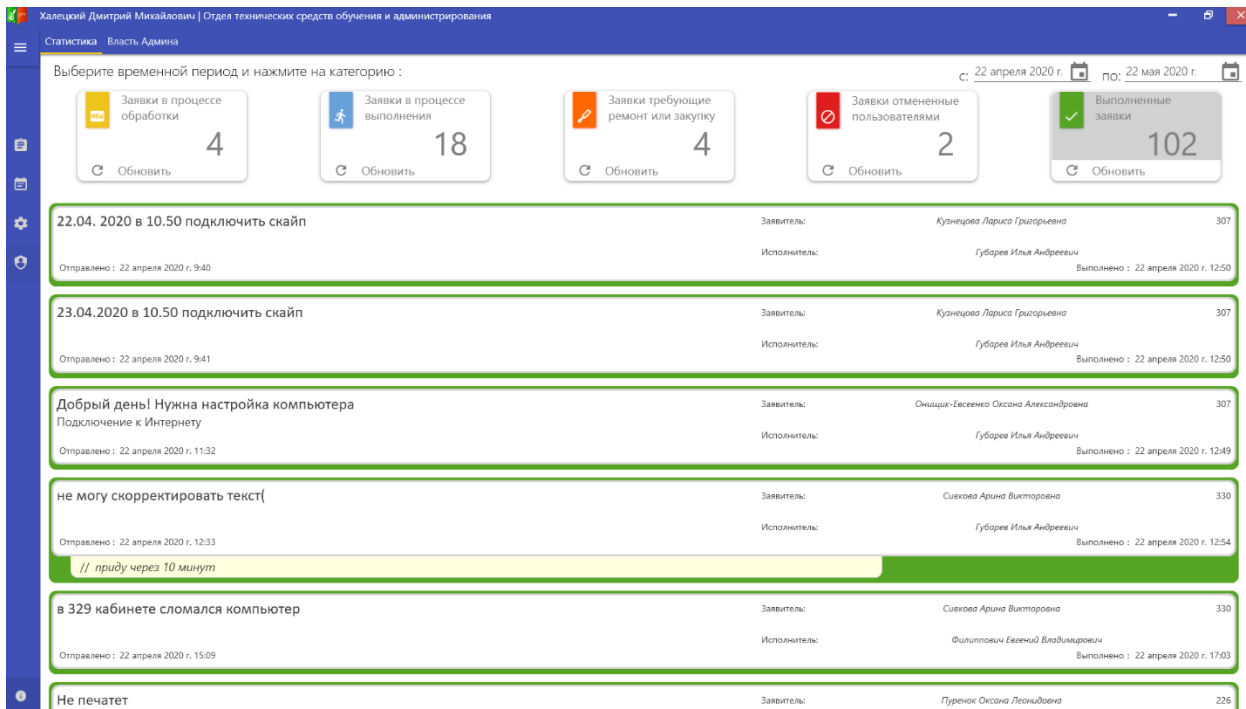 Халецкий Дмитрий Михайлович | Отдел технических средств обучения и администрирования
Статистика Власть Админа
Выберите временной период и нажмите на категорию :
с: 22 апреля 2020 г. по: 22 мая 2020 г.
NEW
Заявки в процессе
обработки
4
Обновить
Заявки в процессе
выполнения
18
Обновить
Заявки требующие
ремонт или закупку
4
Обновить
Заявки отмененные
пользователями
2
Обновить
Выполненные
заявки
102
Обновить
22.04. 2020 в 10.50 подключить скайп
Заявитель: Кузнецова Лариса Григорьевна 307
Исполнитель: Губарев Илья Андреевич
Отправлено : 22 апреля 2020 г. 9:40
Выполнено : 22 апреля 2020 г. 12:50
23.04.2020 в 10.50 подключить скайп
Заявитель: Кузнецова Лариса Григорьевна 307
Исполнитель: Губарев Илья Андреевич
Отправлено : 22 апреля 2020 г. 9:41
Выполнено : 22 апреля 2020 г. 12:50
Добрый день! Нужна настройка компьютера
Подключение к Интернету
Заявитель: Онищик-Евсеенко Оксана Александровна 307
Исполнитель: Губарев Илья Андреевич
Отправлено : 22 апреля 2020 г. 11:32
Выполнено : 22 апреля 2020 г. 12:49
не могу скорректировать текст(
Заявитель: Сивкова Арина Викторовна 330
Исполнитель: Губарев Илья Андреевич
Отправлено : 22 апреля 2020 г. 12:33
Выполнено : 22 апреля 2020 г. 12:54
// приду через 10 минут
в 329 кабинете сломался компьютер
Заявитель: Сивкова Арина Викторовна 330
Исполнитель: Филиппович Евгений Владимирович
Отправлено : 22 апреля 2020 г. 15:09
Выполнено : 22 апреля 2020 г. 17:03
Не печатет
Заявитель: Пуренок Оксана Леонидовна 226